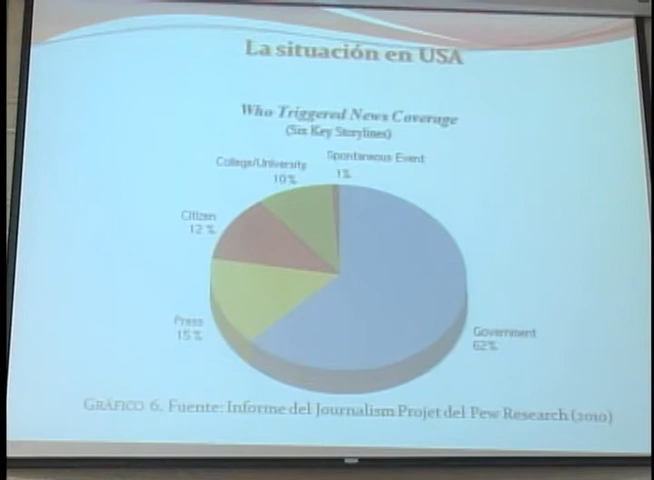 La situación en USA
Who Triggered News Coverage
(Six Key Storylines)
Spontaneous Event
1%
College/University
10%
Citizen
12%
Press
15%
Government
62%
GRÁFICO 6. Fuente: Informe del Journalism Projet del Pew Research (2010)